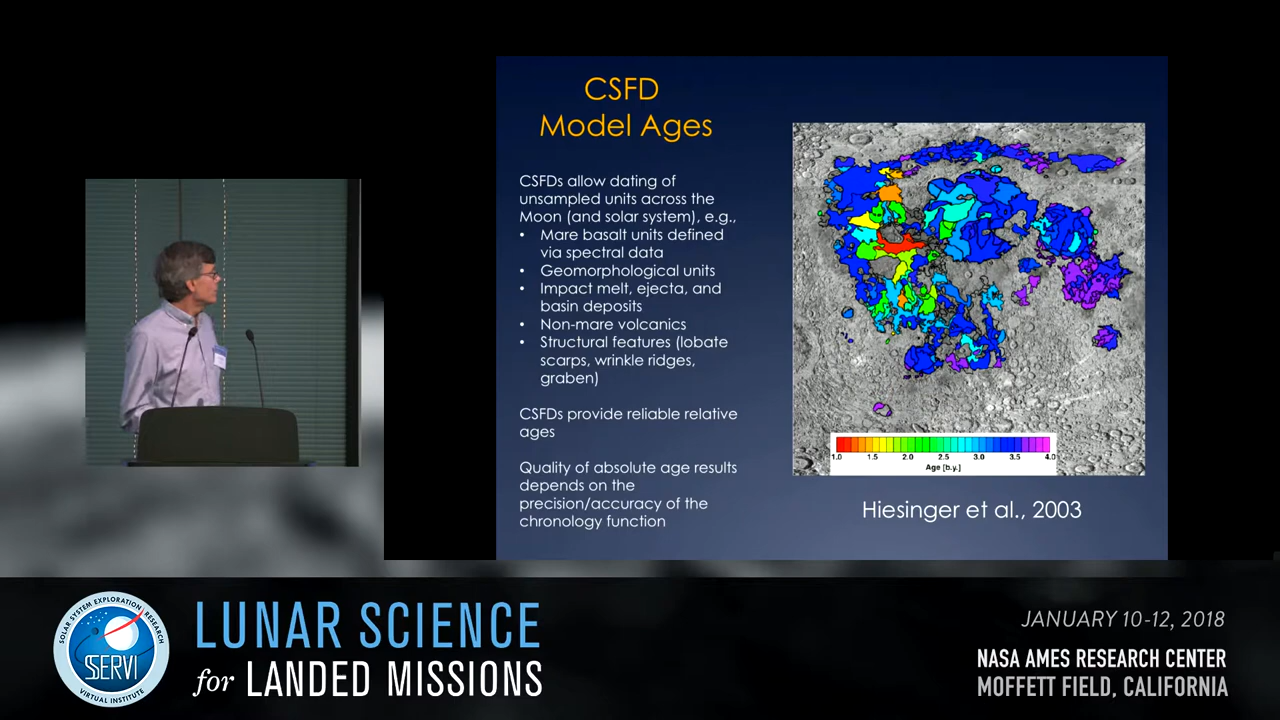 CSFD
Model Ages
CSFDs allow dating of
unsampled units across the
Moon (and solar system), e.g.,
• Mare basalt units defined
via spectral data
• Geomorphological units
• Impact melt, ejecta, and
basin deposits
• Non-mare volcanics
• Structural features (lobate
scarps, wrinkle ridges,
graben)
CSFDs provide reliable relative
ages
Quality of absolute age results
depends on the
precision/accuracy of the
chronology function
1.0 1.5 2.0 2.5 3.0 3.5 4.0
Age [b.y.]
Hiesinger et al., 2003
SOLAR SYSTEM EXPLORATION RESEARCH
SSERVI
VIRTUAL INSTITUTE
LUNAR SCIENCE
for LANDED MISSIONS
JANUARY 10-12, 2018
NASA AMES RESEARCH CENTER
MOFFETT FIELD, CALIFORNIA